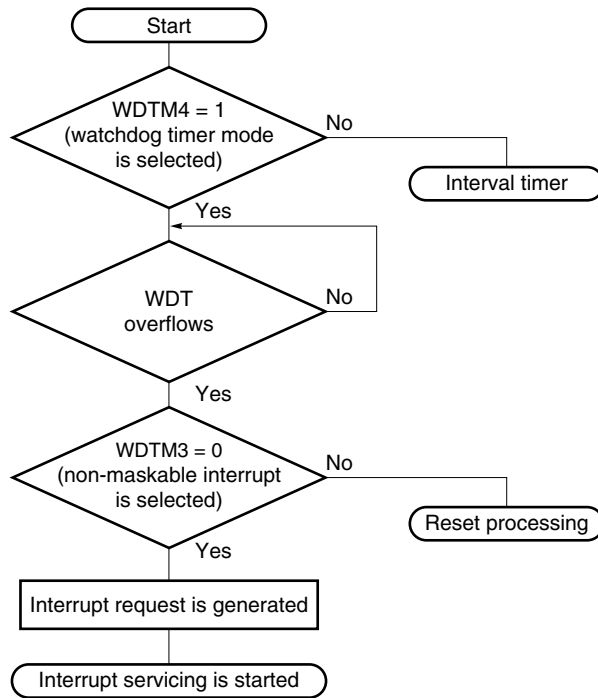 Start
WDTM4 = 1
(watchdog timer mode
is selected)
No
Interval timer
Yes
WDT
overflows
No
Yes
WDTM3 = 0
(non-maskable interrupt
is selected)
No
Reset processing
Yes
Interrupt request is generated
Interrupt servicing is started